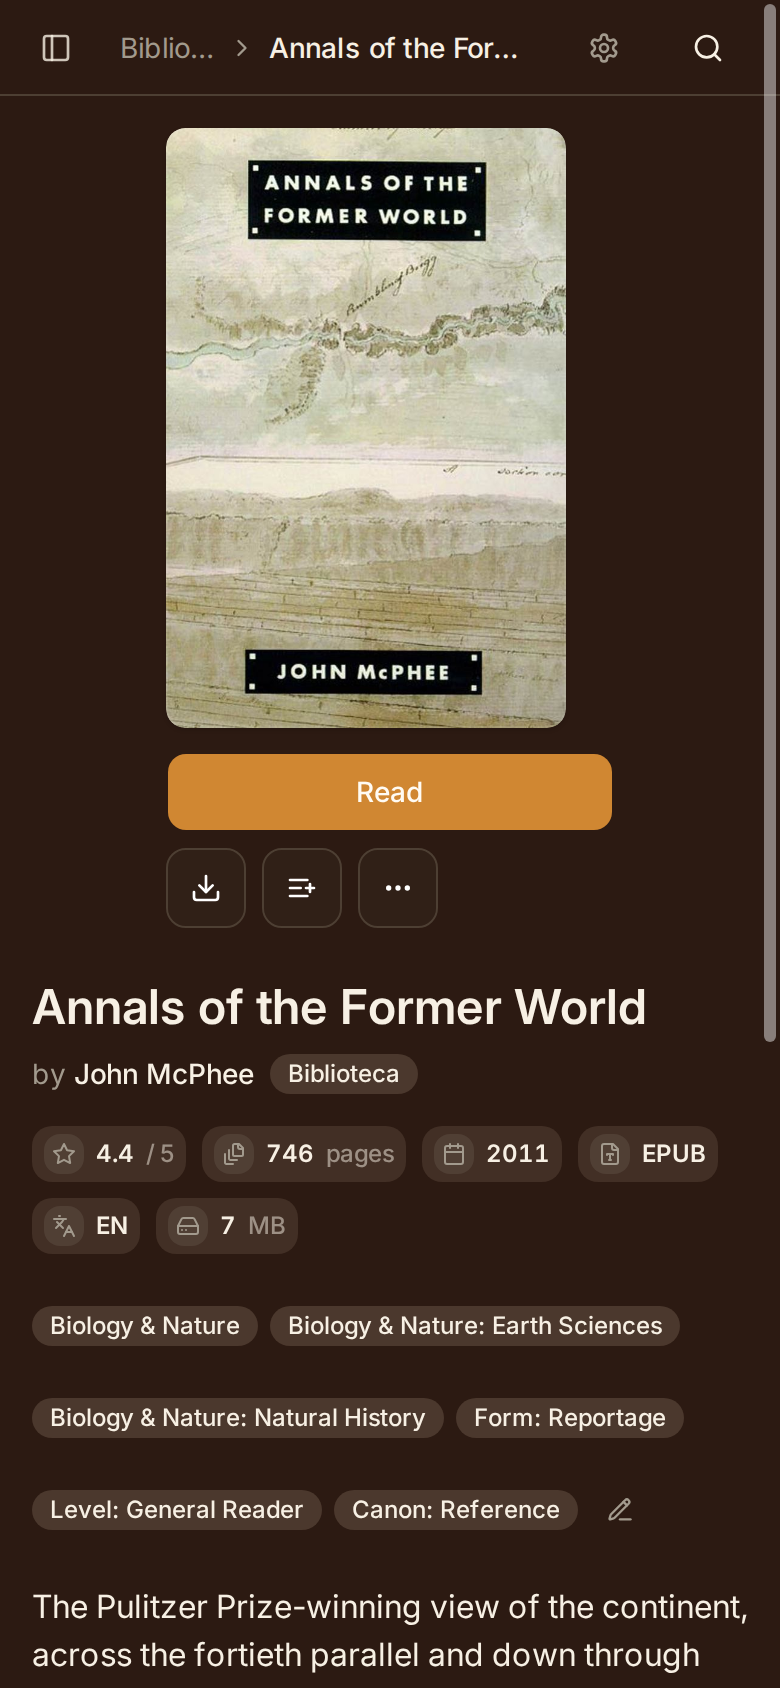 Biblio... > Annals of the For...
ANNALS OF THE
FORMER WORLD
Rumbling Brigg
JOHN McPHEE
Read
Annals of the Former World
by John McPhee Biblioteca
4.4 / 5 746 pages 2011 EPUB
EN 7 MB
Biology & Nature Biology & Nature: Earth Sciences
Biology & Nature: Natural History Form: Reportage
Level: General Reader Canon: Reference
The Pulitzer Prize-winning view of the continent,
across the fortieth parallel and down through